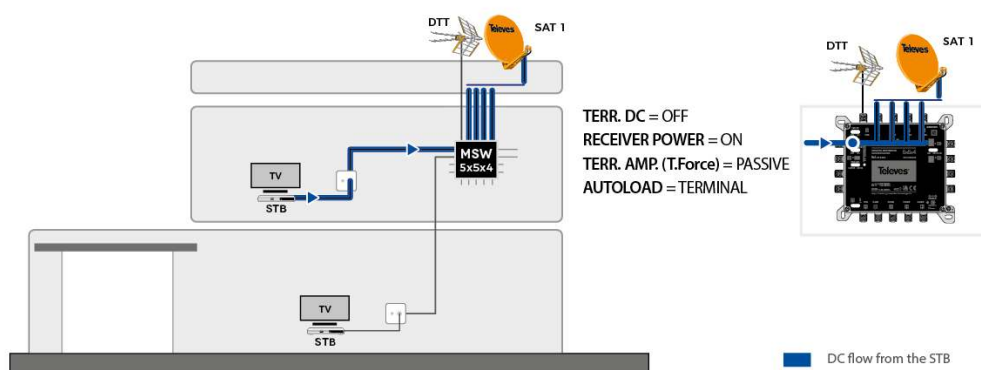 DTT
Televes
SAT 1
MSW
5x5x4
TV
STB
TV
STB
TERR. DC = OFF
RECEIVER POWER = ON
TERR. AMP. (T.Force) = PASSIVE
AUTOLOAD = TERMINAL
DTT
Televes
SAT 1
Televes
DC flow from the STB